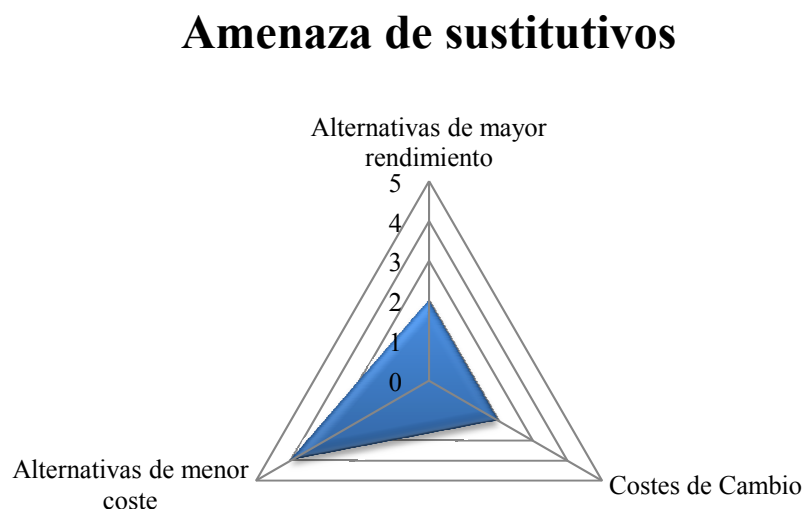 Amenaza de sustitutivos
Alternativas de mayor
rendimiento
5
4
3
2
1
0
Alternativas de menor
coste
Costes de Cambio